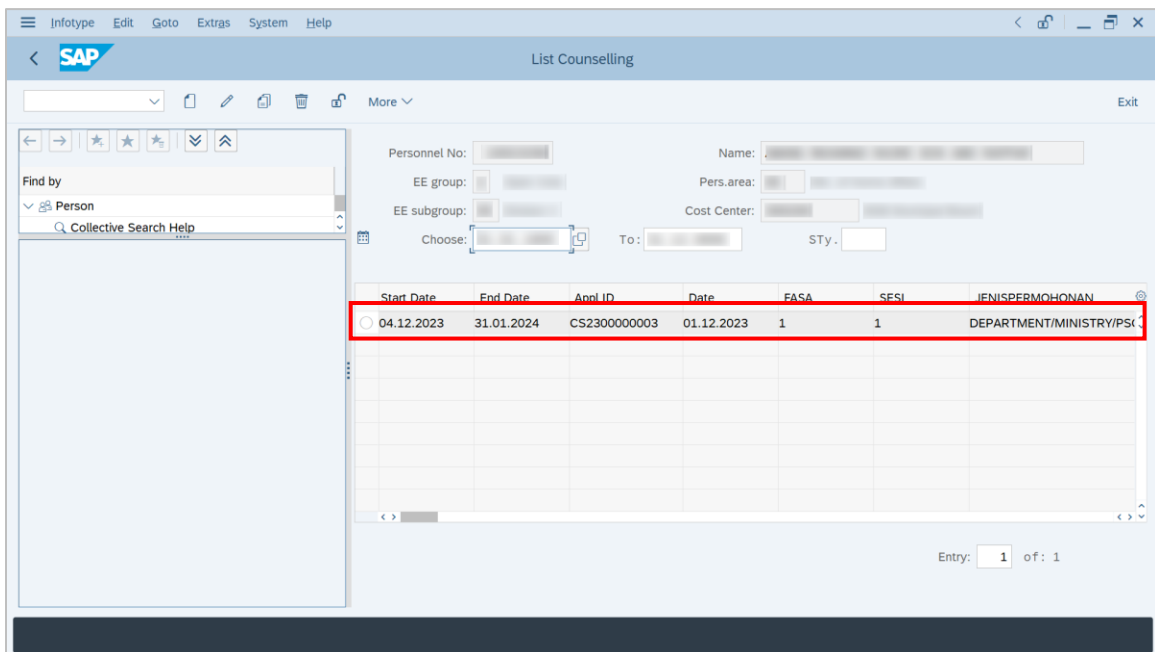 Infotype Edit Goto Extras System Help
SAP List Counselling
More Exit
Personnel No: Name:
Find by
EE group: Pers.area:
Person
EE subgroup: Cost Center:
Collective Search Help
Choose: To: STy.
Start Date End Date Appl ID Date FASA SESI JENISPERMOHONAN
04.12.2023 31.01.2024 CS2300000003 01.12.2023 1 1 DEPARTMENT/MINISTRY/PSC
Entry: 1 of: 1